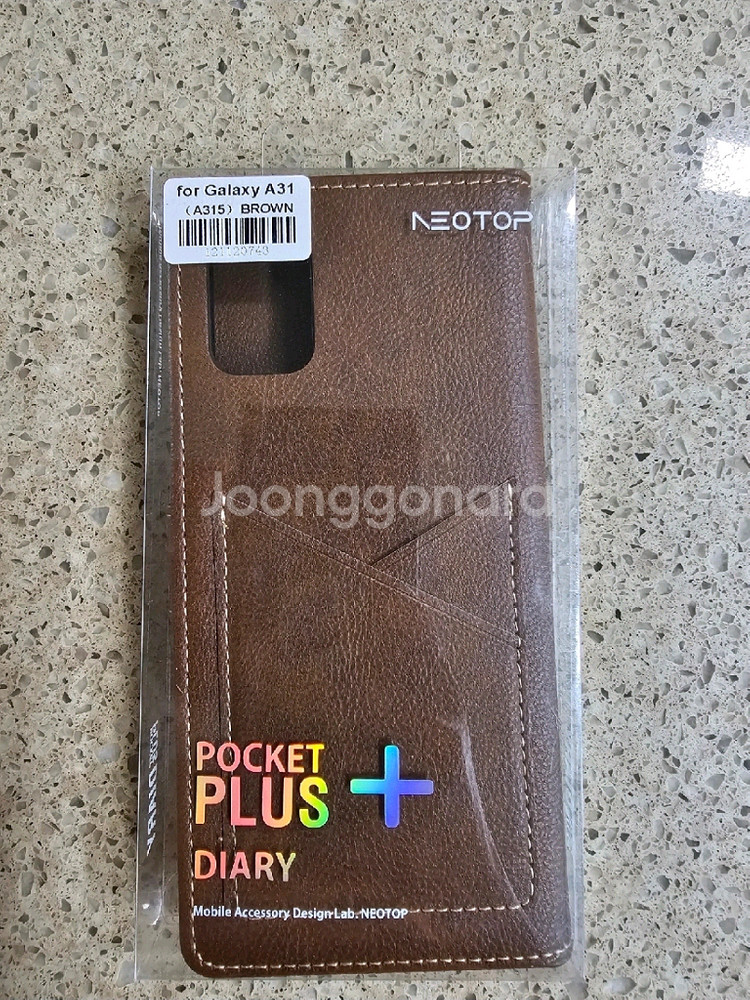 for Galaxy A31
(A315) BROWN
NEOTOP
Joonggonara
POCKET
PLUS +
DIARY
Mobile Accessory Design Lab. NEOTOP